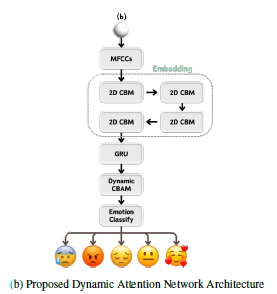 (b)
MFCCs
Embedding
2D CBM
2D CBM
2D CBM
2D CBM
GRU
Dynamic
CBAM
Emotion
Classify
(b) Proposed Dynamic Attention Network Architecture